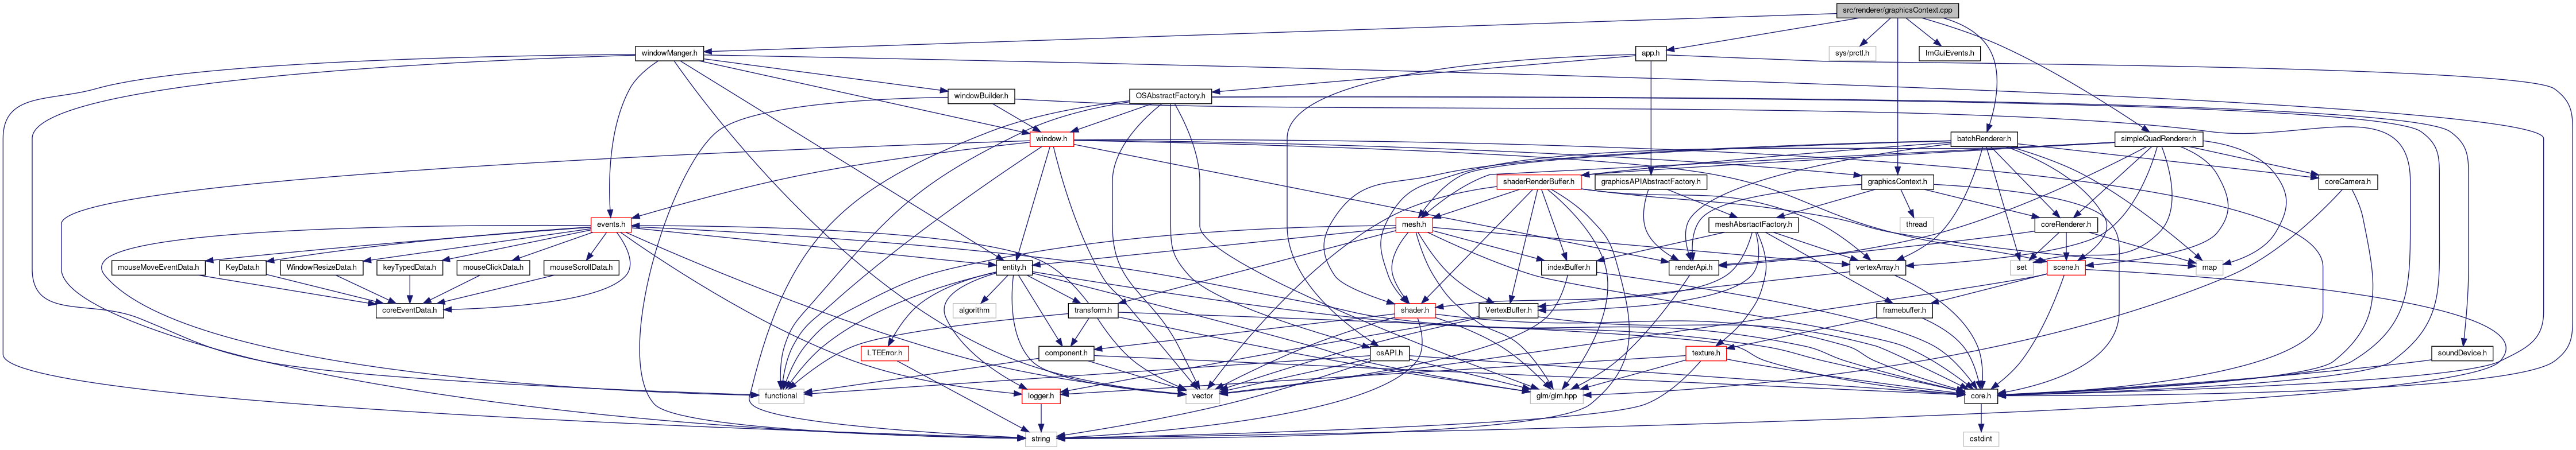 src/renderer/graphicsContext.cpp
windowManger.h
app.h
sys/prctl.h
ImGuiEvents.h
windowBuilder.h
OSAbstractFactory.h
window.h
batchRenderer.h
simpleQuadRenderer.h
shaderRenderBuffer.h
graphicsAPIAbstractFactory.h
graphicsContext.h
coreCamera.h
events.h
mesh.h
meshAbsrtactFactory.h
thread
coreRenderer.h
mouseMoveEventData.h
KeyData.h
WindowResizeData.h
keyTypedData.h
mouseClickData.h
mouseScrollData.h
entity.h
indexBuffer.h
renderApi.h
vertexArray.h
set
scene.h
map
coreEventData.h
algorithm
transform.h
shader.h
VertexBuffer.h
framebuffer.h
LTEError.h
component.h
osAPI.h
texture.h
soundDevice.h
functional
logger.h
vector
glm/glm.hpp
core.h
string
cstdint